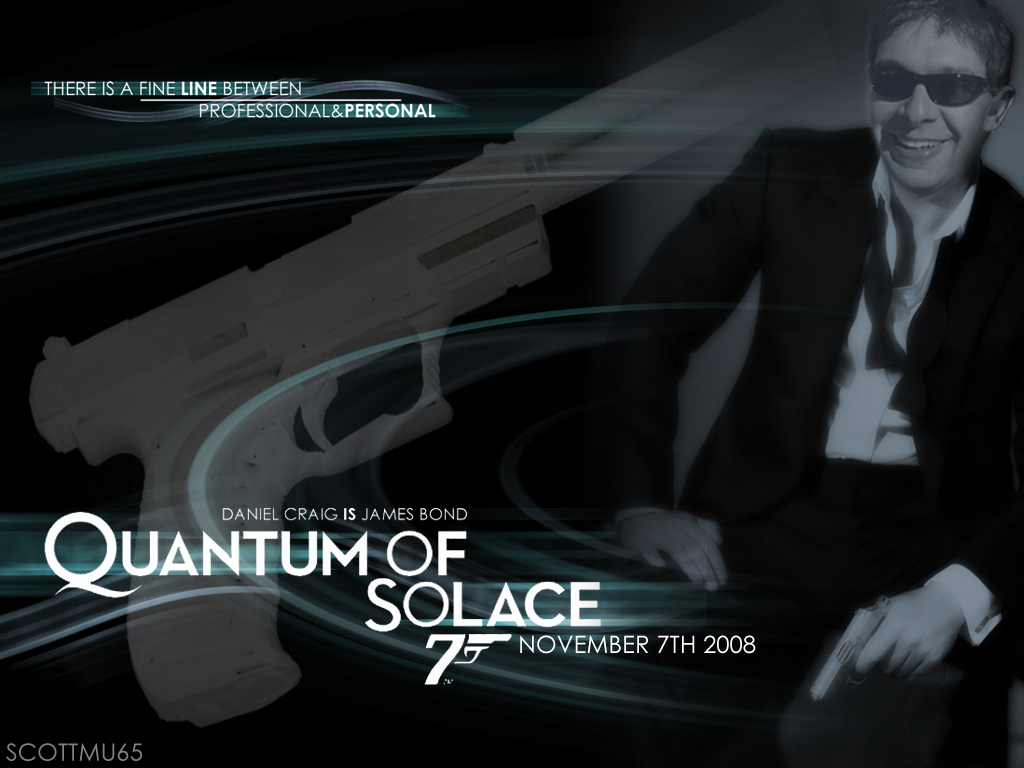 THERE IS A FINE LINE BETWEEN
PROFESSIONAL&PERSONAL
DANIEL CRAIG IS JAMES BOND
QUANTUM OF
SOLACE
7
NOVEMBER 7TH 2008
SCOTTMU65